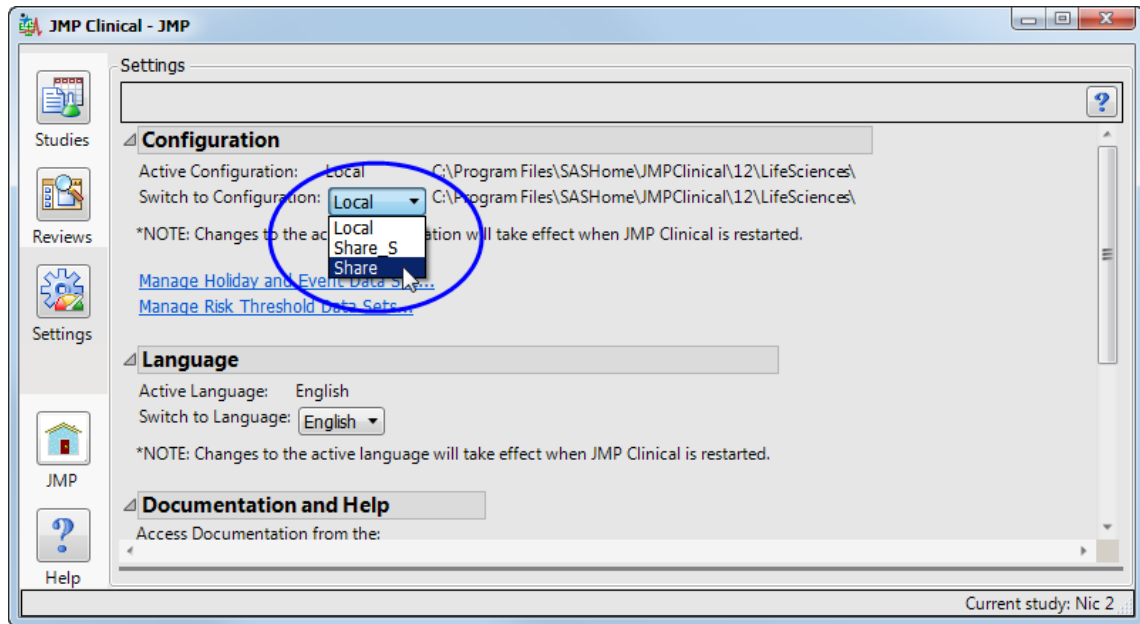 JMP Clinical - JMP
Settings
Studies
Reviews
Settings
JMP
Help
Configuration
Active Configuration: Local C:\Program Files\SASHome\JMPClinical\12\LifeSciences\
Switch to Configuration: Local C:\Program Files\SASHome\JMPClinical\12\LifeSciences\
Local
Share_S
Share
*NOTE: Changes to the ac ation will take effect when JMP Clinical is restarted.
Manage Holiday and Event Data S...
Manage Risk Threshold Data Sets...
Language
Active Language: English
Switch to Language: English
*NOTE: Changes to the active language will take effect when JMP Clinical is restarted.
Documentation and Help
Access Documentation from the:
Current study: Nic 2